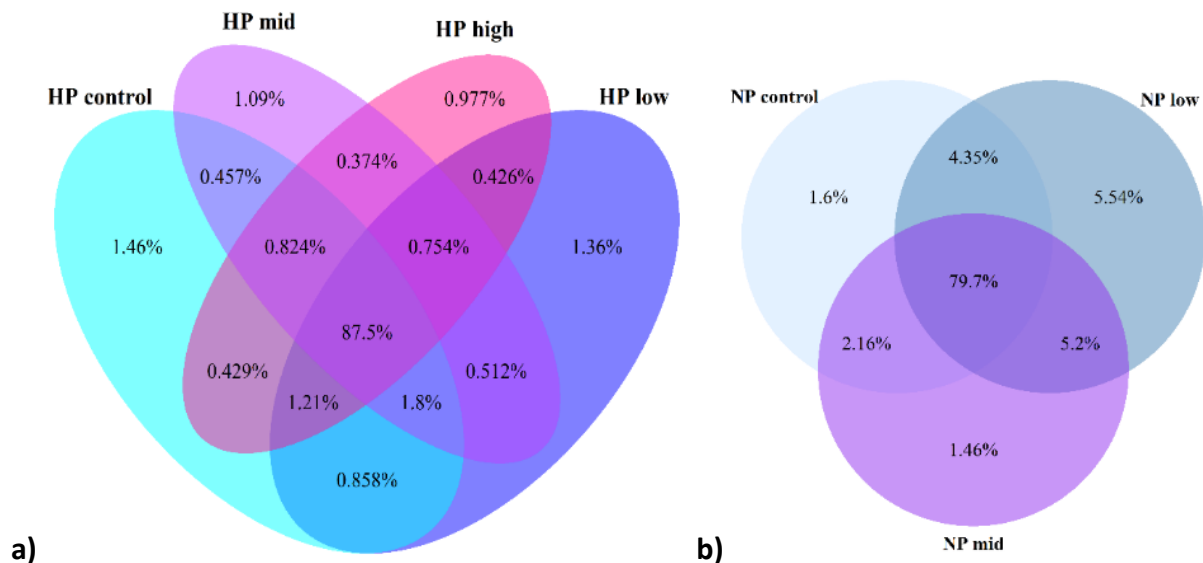 HP mid
HP high
HP control
HP low
1.09%
0.977%
0.457%
0.374%
0.426%
1.46%
0.824%
0.754%
1.36%
87.5%
0.429%
0.512%
1.21%
1.8%
0.858%
a)
NP control
NP low
4.35%
1.6%
5.54%
79.7%
2.16%
5.2%
1.46%
NP mid
b)